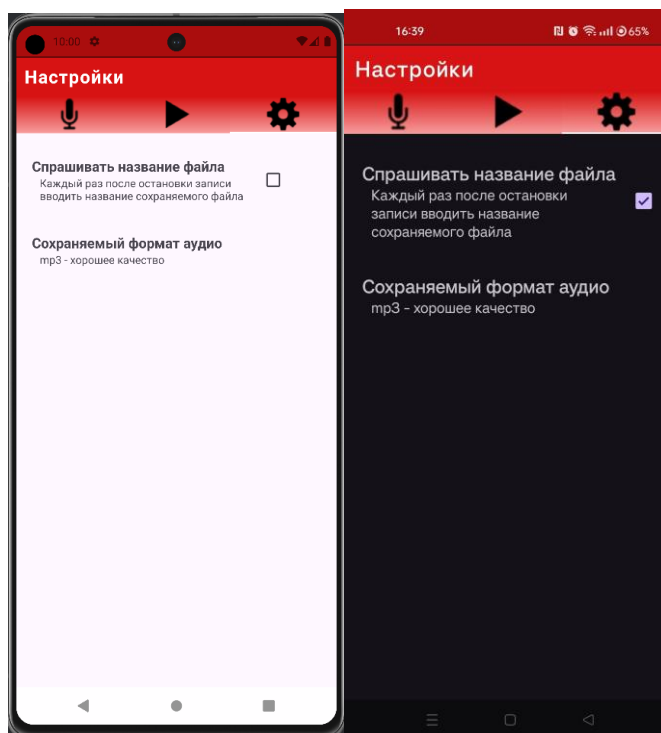 10:00
Настройки
Спрашивать название файла
Каждый раз после остановки записи
вводить название сохраняемого файла
Сохраняемый формат аудио
mp3 - хорошее качество
16:39
65%
Настройки
Спрашивать название файла
Каждый раз после остановки
записи вводить название
сохраняемого файла
Сохраняемый формат аудио
mp3 - хорошее качество